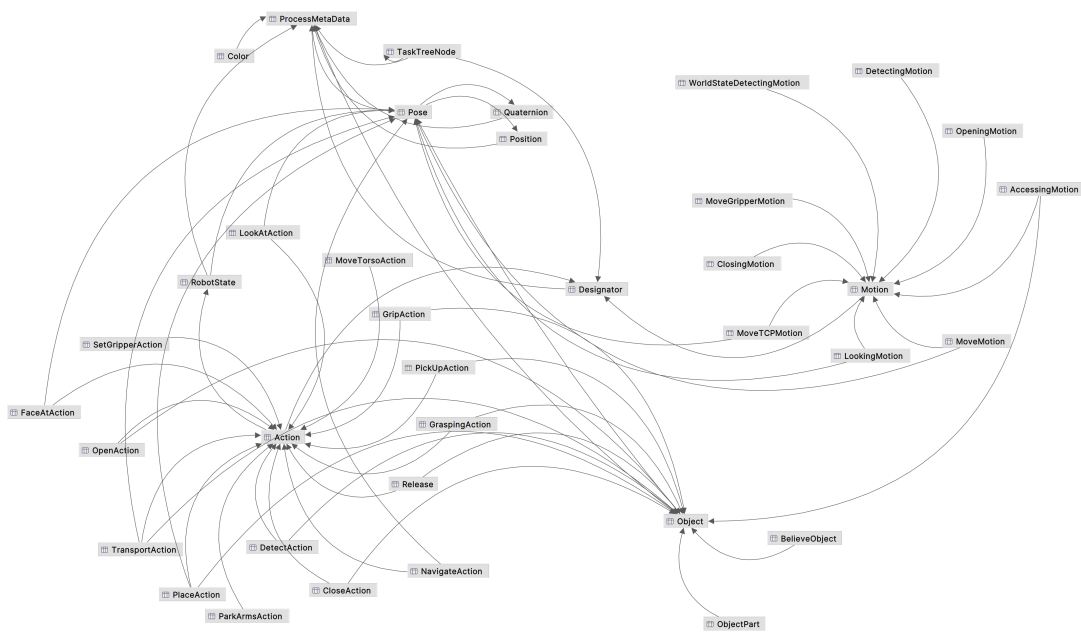 ProcessMetaData
TaskTreeNode
Color
DetectingMotion
WorldStateDetectingMotion
Pose
Quaternion
OpeningMotion
Position
AccessingMotion
MoveGripperMotion
LookAtAction
MoveTorsoAction
ClosingMotion
RobotState
Designator
Motion
GripAction
MoveTCPMotion
SetGripperAction
MoveMotion
LookingMotion
PickUpAction
FaceAtAction
GraspingAction
Action
OpenAction
Release
Object
BelieveObject
TransportAction
DetectAction
NavigateAction
CloseAction
PlaceAction
ParkArmsAction
ObjectPart